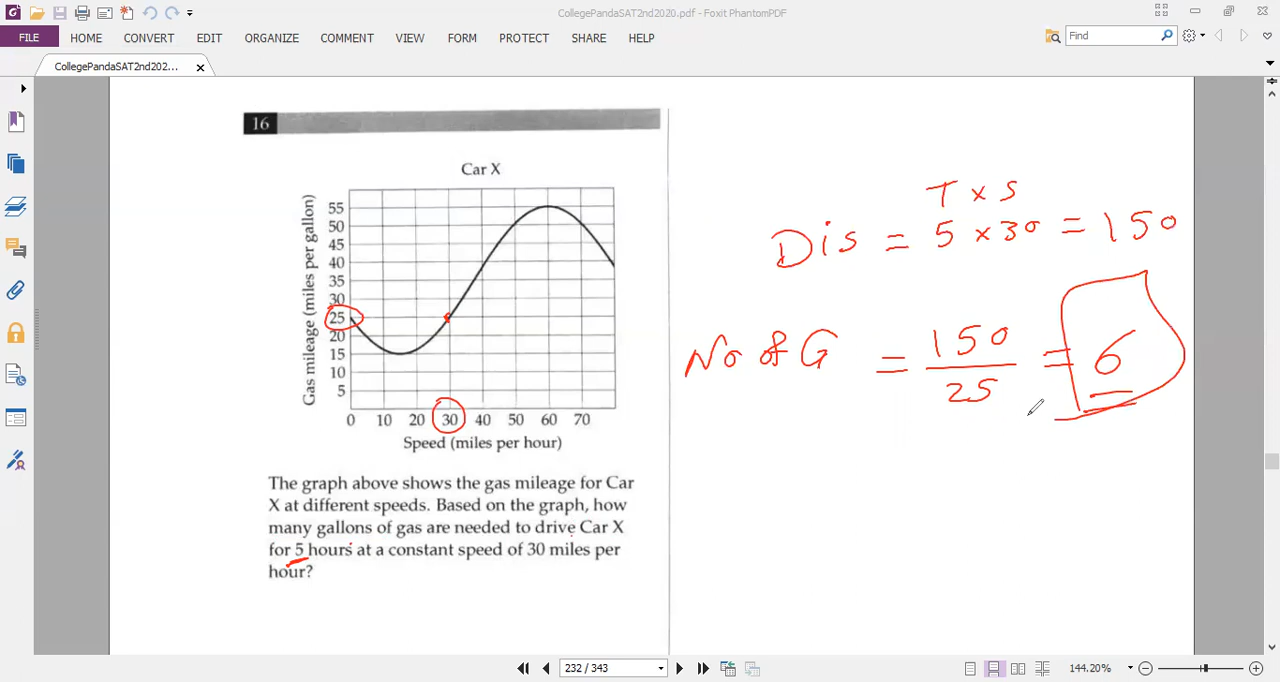 CollegePandaSAT2nd2020.pdf - Foxit PhantomPDF
FILE HOME CONVERT EDIT ORGANIZE COMMENT VIEW FORM PROTECT SHARE HELP Find
CollegePandaSAT2nd202...
16
Car X
Gas mileage (miles per gallon)
55
50
45
40
35
30
25
20
15
10
5
0 10 20 30 40 50 60 70
Speed (miles per hour)
The graph above shows the gas mileage for Car
X at different speeds. Based on the graph, how
many gallons of gas are needed to drive Car X
for 5 hours at a constant speed of 30 miles per
hour?
T x S
Dis = 5 x 30 = 150
No of G = 150 / 25 = 6
232 / 343
144.20%